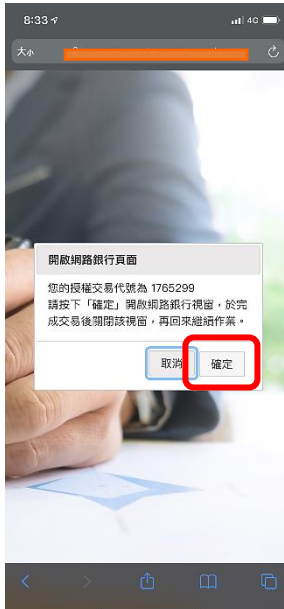 8:33
4G
大小
開啟網路銀行頁面
您的授權交易代號為 1765299
請按下「確定」開啟網路銀行視窗，於完
成交易後關閉該視窗，再回來繼續作業。
取消
確定